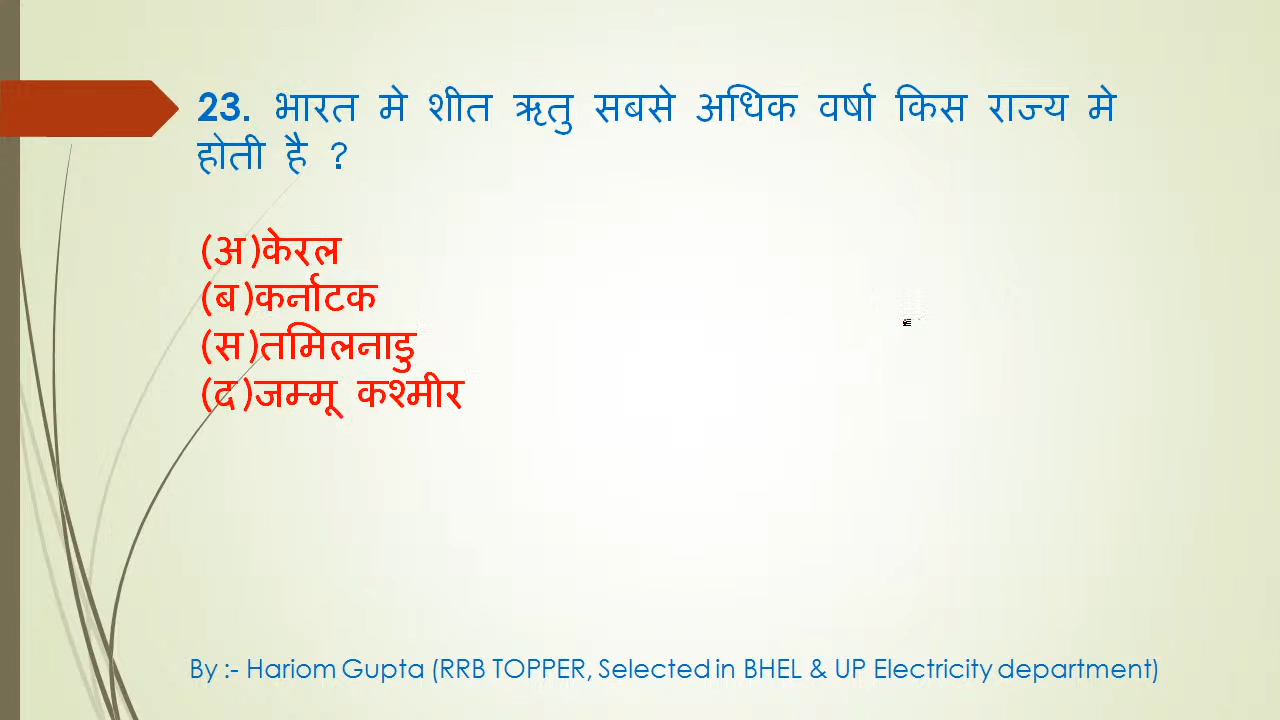 23. भारत मे शीत ऋतु सबसे अधिक वर्षा किस राज्य मे
होती है ?
(अ)केरल
(ब)कर्नाटक
(स)तमिलनाडु
(द)जम्मू कश्मीर
By :- Hariom Gupta (RRB TOPPER, Selected in BHEL & UP Electricity department)